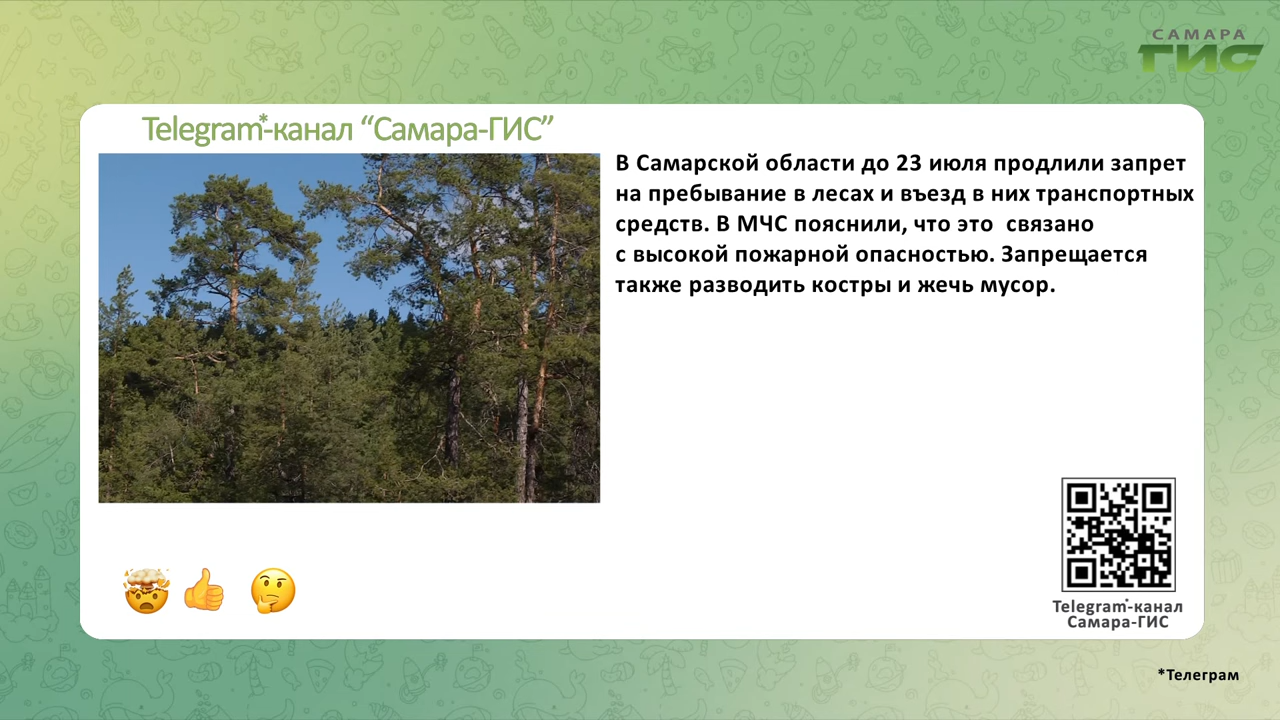 САМАРА
ГИС
Telegram*-канал “Самара-ГИС”
В Самарской области до 23 июля продлили запрет
на пребывание в лесах и въезд в них транспортных
средств. В МЧС пояснили, что это связано
с высокой пожарной опасностью. Запрещается
также разводить костры и жечь мусор.
Telegram*-канал
Самара-ГИС
*Телеграм